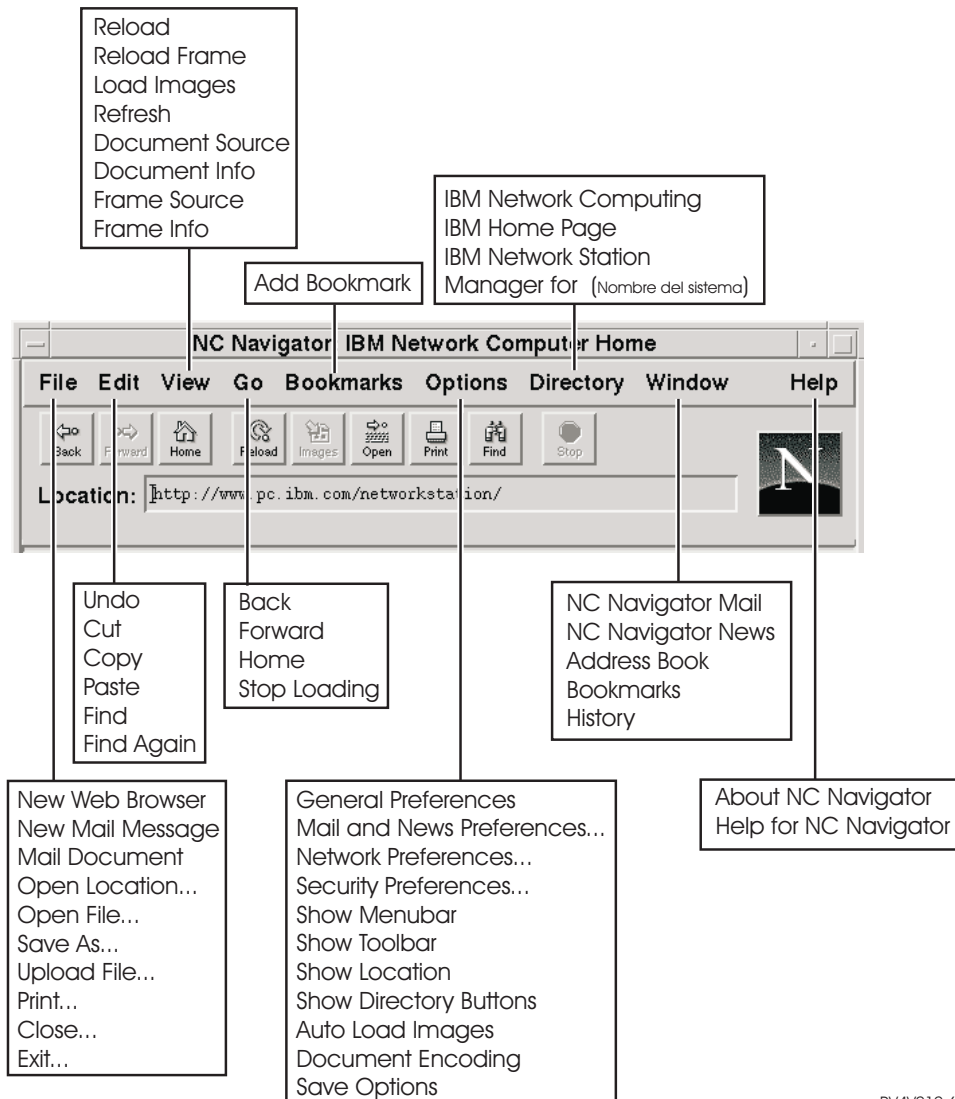 Reload
Reload Frame
Load Images
Refresh
Document Source
Document Info
Frame Source
Frame Info
IBM Network Computing
IBM Home Page
IBM Network Station
Manager for (Nombre del sistema)
Add Bookmark
NC Navigator IBM Network Computer Home
File Edit View Go Bookmarks Options Directory Window Help
Back Forward Home Reload Images Open Print Find Stop
N
Location: http://www.pc.ibm.com/networkstation/
Undo
Cut
Copy
Paste
Find
Find Again
Back
Forward
Home
Stop Loading
NC Navigator Mail
NC Navigator News
Address Book
Bookmarks
History
New Web Browser
New Mail Message
Mail Document
Open Location...
Open File...
Save As...
Upload File...
Print...
Close...
Exit...
General Preferences
Mail and News Preferences...
Network Preferences...
Security Preferences...
Show Menubar
Show Toolbar
Show Location
Show Directory Buttons
Auto Load Images
Document Encoding
Save Options
About NC Navigator
Help for NC Navigator